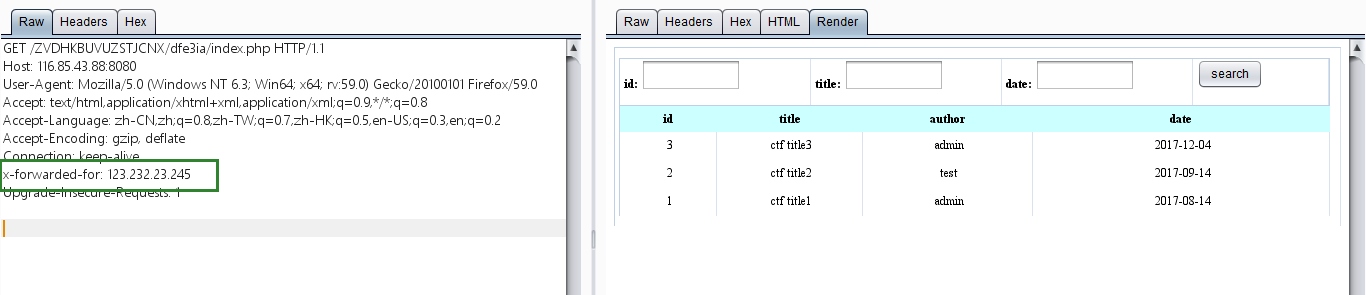 Raw Headers Hex
GET /ZVDHKBUVUZSTJCNX/dfe3ia/index.php HTTP/1.1
Host: 116.85.43.88:8080
User-Agent: Mozilla/5.0 (Windows NT 6.3; Win64; x64; rv:59.0) Gecko/20100101 Firefox/59.0
Accept: text/html,application/xhtml+xml,application/xml;q=0.9,*/*;q=0.8
Accept-Language: zh-CN,zh;q=0.8,zh-TW;q=0.7,zh-HK;q=0.5,en-US;q=0.3,en;q=0.2
Accept-Encoding: gzip, deflate
Connection: keep-alive
x-forwarded-for: 123.232.23.245
Upgrade-Insecure-Requests: 1
Raw Headers Hex HTML Render
id: title: date: search
id title author date
3 ctf title3 admin 2017-12-04
2 ctf title2 test 2017-09-14
1 ctf title1 admin 2017-08-14